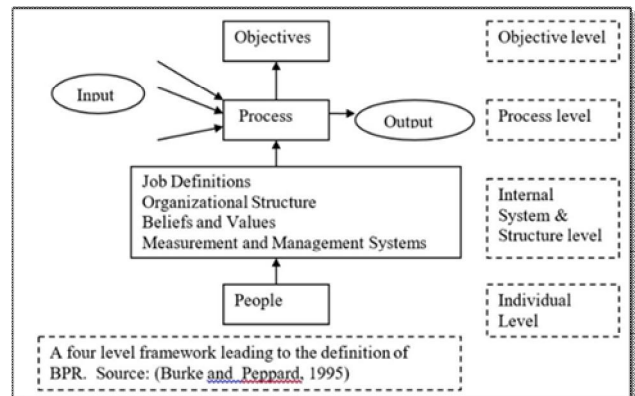 Objectives
Objective level
Input
Process
Output
Process level
Job Definitions
Organizational Structure
Beliefs and Values
Measurement and Management Systems
Internal
System &
Structure level
People
Individual
Level
A four level framework leading to the definition of
BPR. Source: (Burke and Peppard, 1995)